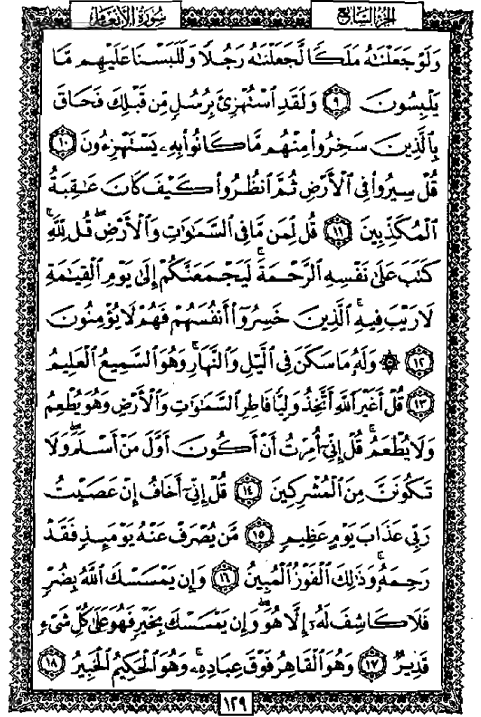 الجزء السابع
سورة الأنعام
وَلَوْ جَعَلْنَٰهُ مَلَكًا لَّجَعَلْنَٰهُ رَجُلًا وَلَلَبَسْنَا عَلَيْهِم مَّا
يَلْبِسُونَ ٩ وَلَقَدِ ٱسْتُهْزِئَ بِرُسُلٍ مِّن قَبْلِكَ فَحَاقَ
بِٱلَّذِينَ سَخِرُوا۟ مِنْهُم مَّا كَانُوا۟ بِهِۦ يَسْتَهْزِءُونَ ١٠
قُلْ سِيرُوا۟ فِى ٱلْأَرْضِ ثُمَّ ٱنظُرُوا۟ كَيْفَ كَانَ عَٰقِبَةُ
ٱلْمُكَذِّبِينَ ١١ قُل لِّمَن مَّا فِى ٱلسَّمَٰوَٰتِ وَٱلْأَرْضِ ۖ قُل لِّلَّهِ ۚ
كَتَبَ عَلَىٰ نَفْسِهِ ٱلرَّحْمَةَ ۚ لَيَجْمَعَنَّكُمْ إِلَىٰ يَوْمِ ٱلْقِيَٰمَةِ
لَا رَيْبَ فِيهِ ۚ ٱلَّذِينَ خَسِرُوٓا۟ أَنفُسَهُمْ فَهُمْ لَا يُؤْمِنُونَ
١٢ ۞ وَلَهُۥ مَا سَكَنَ فِى ٱلَّيْلِ وَٱلنَّهَارِ ۚ وَهُوَ ٱلسَّمِيعُ ٱلْعَلِيمُ
١٣ قُلْ أَغَيْرَ ٱللَّهِ أَتَّخِذُ وَلِيًّا فَاطِرِ ٱلسَّمَٰوَٰتِ وَٱلْأَرْضِ وَهُوَ يُطْعِمُ
وَلَا يُطْعَمُ ۗ قُلْ إِنِّىٓ أُمِرْتُ أَنْ أَكُونَ أَوَّلَ مَنْ أَسْلَمَ ۖ وَلَا
تَكُونَنَّ مِنَ ٱلْمُشْرِكِينَ ١٤ قُلْ إِنِّىٓ أَخَافُ إِنْ عَصَيْتُ
رَبِّى عَذَابَ يَوْمٍ عَظِيمٍ ١٥ مَّن يُصْرَفْ عَنْهُ يَوْمَئِذٍ فَقَدْ
رَحِمَهُۥ ۚ وَذَٰلِكَ ٱلْفَوْزُ ٱلْمُبِينُ ١٦ وَإِن يَمْسَسْكَ ٱللَّهُ بِضُرٍّ
فَلَا كَاشِفَ لَهُۥٓ إِلَّا هُوَ ۖ وَإِن يَمْسَسْكَ بِخَيْرٍ فَهُوَ عَلَىٰ كُلِّ شَىْءٍ
قَدِيرٌ ١٧ وَهُوَ ٱلْقَاهِرُ فَوْقَ عِبَادِهِۦ ۚ وَهُوَ ٱلْحَكِيمُ ٱلْخَبِيرُ ١٨
١٢٩